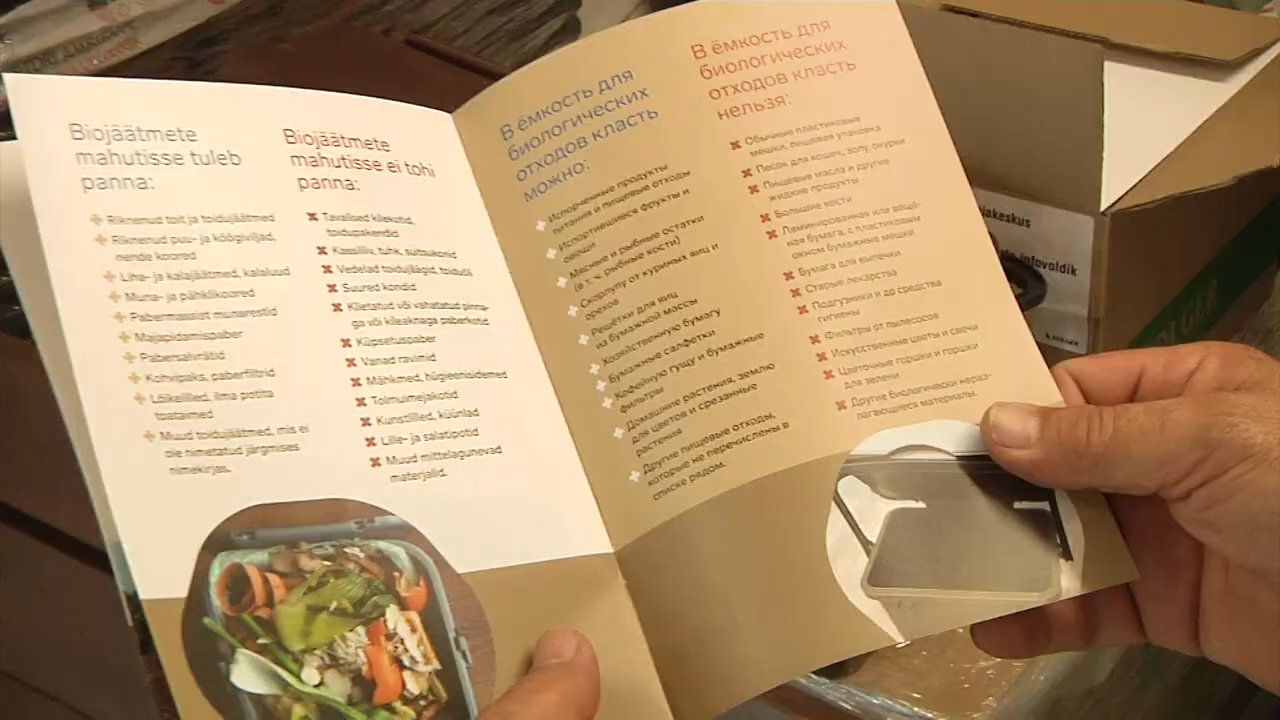 Biojäätmete
mahutisse tuleb
panna:
Riknenud toit ja toidujäätmed
Riknenud puu- ja köögiviljad,
nende koored
Liha- ja kalajäätmed, kalaluud
Muna- ja pähklikoored
Pabermassist munarestid
Majapidamispaber
Pabersalvrätid
Kohvipaks, paberfiltrid
Lõikelilled, ilma potita
toataimed
Muud toidujäätmed, mis ei
ole nimetatud järgmises
nimekirjas.
Biojäätmete
mahutisse ei tohi
panna:
Tavalised kilekotid,
toidupakendid
Kassiliiv, tuhk, suitsukonid
Vedelad toidujäägid, toiduõli
Suured kondid
Kiletatud või vahatatud pinna-
ga või kileaknaga paberkotid
Küpsetuspaber
Vanad ravimid
Mähkmed, hügieenisidemed
Tolmuimejakotid
Kunstlilled, küünlad
Lille- ja salatipotid
Muud mittelagunevad
materjalid.
В ёмкость для
биологических
отходов класть
можно:
Испорченные продукты
питания и пищевые отходы
Испортившиеся фрукты и
овощи
Мясные и рыбные остатки
(в т. ч. рыбные кости)
Скорлупу от куриных яиц и
орехов
Решётки для яиц
из бумажной массы
Хозяйственную бумагу
Бумажные салфетки
Кофейную гущу и бумажные
фильтры
Домашние растения, землю
для цветов и срезанные
растения
Другие пищевые отходы,
которые не перечислены в
списке рядом.
В ёмкость для
биологических
отходов класть
нельзя:
Обычные пластиковые
мешки, пищевая упаковка
Песок для кошек, золу, окурки
Пищевые масла и другие
жидкие продукты
Большие кости
Ламинированная или вощё-
ная бумага, с пластиковым
окном бумажные мешки
Бумага для выпечки
Старые лекарства
Подгузники и др средства
гигиены
Фильтры от пылесосов
Искусственные цветы и свечи
Цветочные горшки и горшки
для зелени
Другие биологически нераз-
лагающиеся материалы.
infovoldik